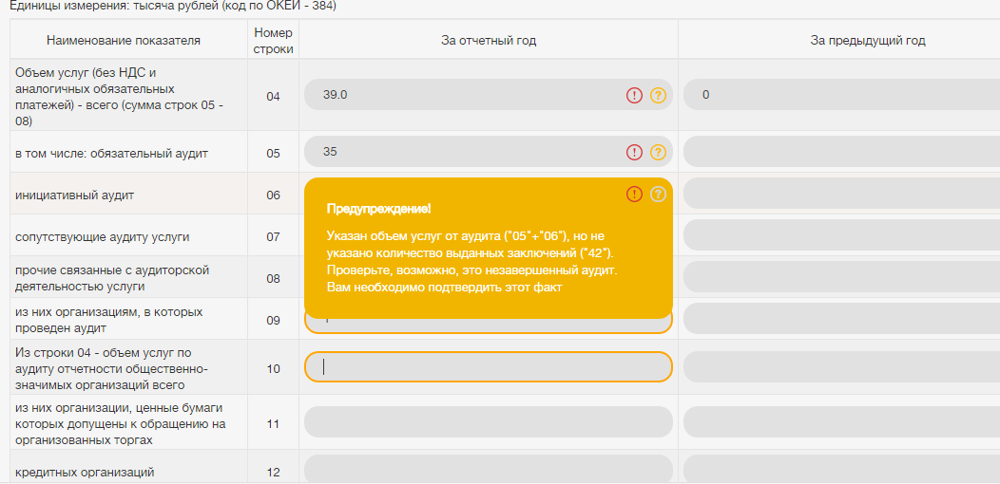 Единицы измерения: тысяча рублей (код по ОКЕИ - 384)
Наименование показателя
Номер
строки
За отчетный год
За предыдущий год
Объем услуг (без НДС и
аналогичных обязательных
платежей) - всего (сумма строк 05 -
08)
04
39.0
0
в том числе: обязательный аудит
05
35
инициативный аудит
06
Предупреждение!
Указан объем услуг от аудита ("05"+"06"), но не
указано количество выданных заключений ("42").
Проверьте, возможно, это незавершенный аудит.
Вам необходимо подтвердить этот факт
сопутствующие аудиту услуги
07
прочие связанные с аудиторской
деятельностью услуги
08
из них организациям, в которых
проведен аудит
09
Из строки 04 - объем услуг по
аудиту отчетности общественно-
значимых организаций всего
10
из них организации, ценные бумаги
которых допущены к обращению на
организованных торгах
11
кредитных организаций
12